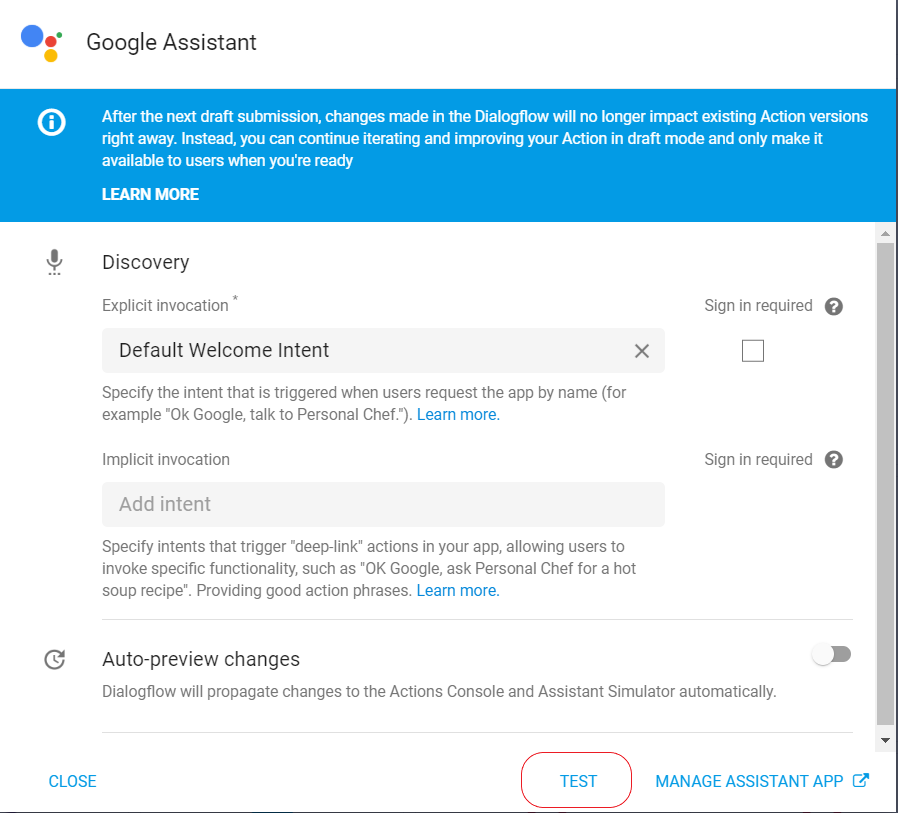 Google Assistant
After the next draft submission, changes made in the Dialogflow will no longer impact existing Action versions
right away. Instead, you can continue iterating and improving your Action in draft mode and only make it
available to users when you're ready
LEARN MORE
Discovery
Explicit invocation *
Sign in required
Default Welcome Intent
Specify the intent that is triggered when users request the app by name (for
example "Ok Google, talk to Personal Chef."). Learn more.
Implicit invocation
Sign in required
Add intent
Specify intents that trigger "deep-link" actions in your app, allowing users to
invoke specific functionality, such as "OK Google, ask Personal Chef for a hot
soup recipe". Providing good action phrases. Learn more.
Auto-preview changes
Dialogflow will propagate changes to the Actions Console and Assistant Simulator automatically.
CLOSE
TEST
MANAGE ASSISTANT APP